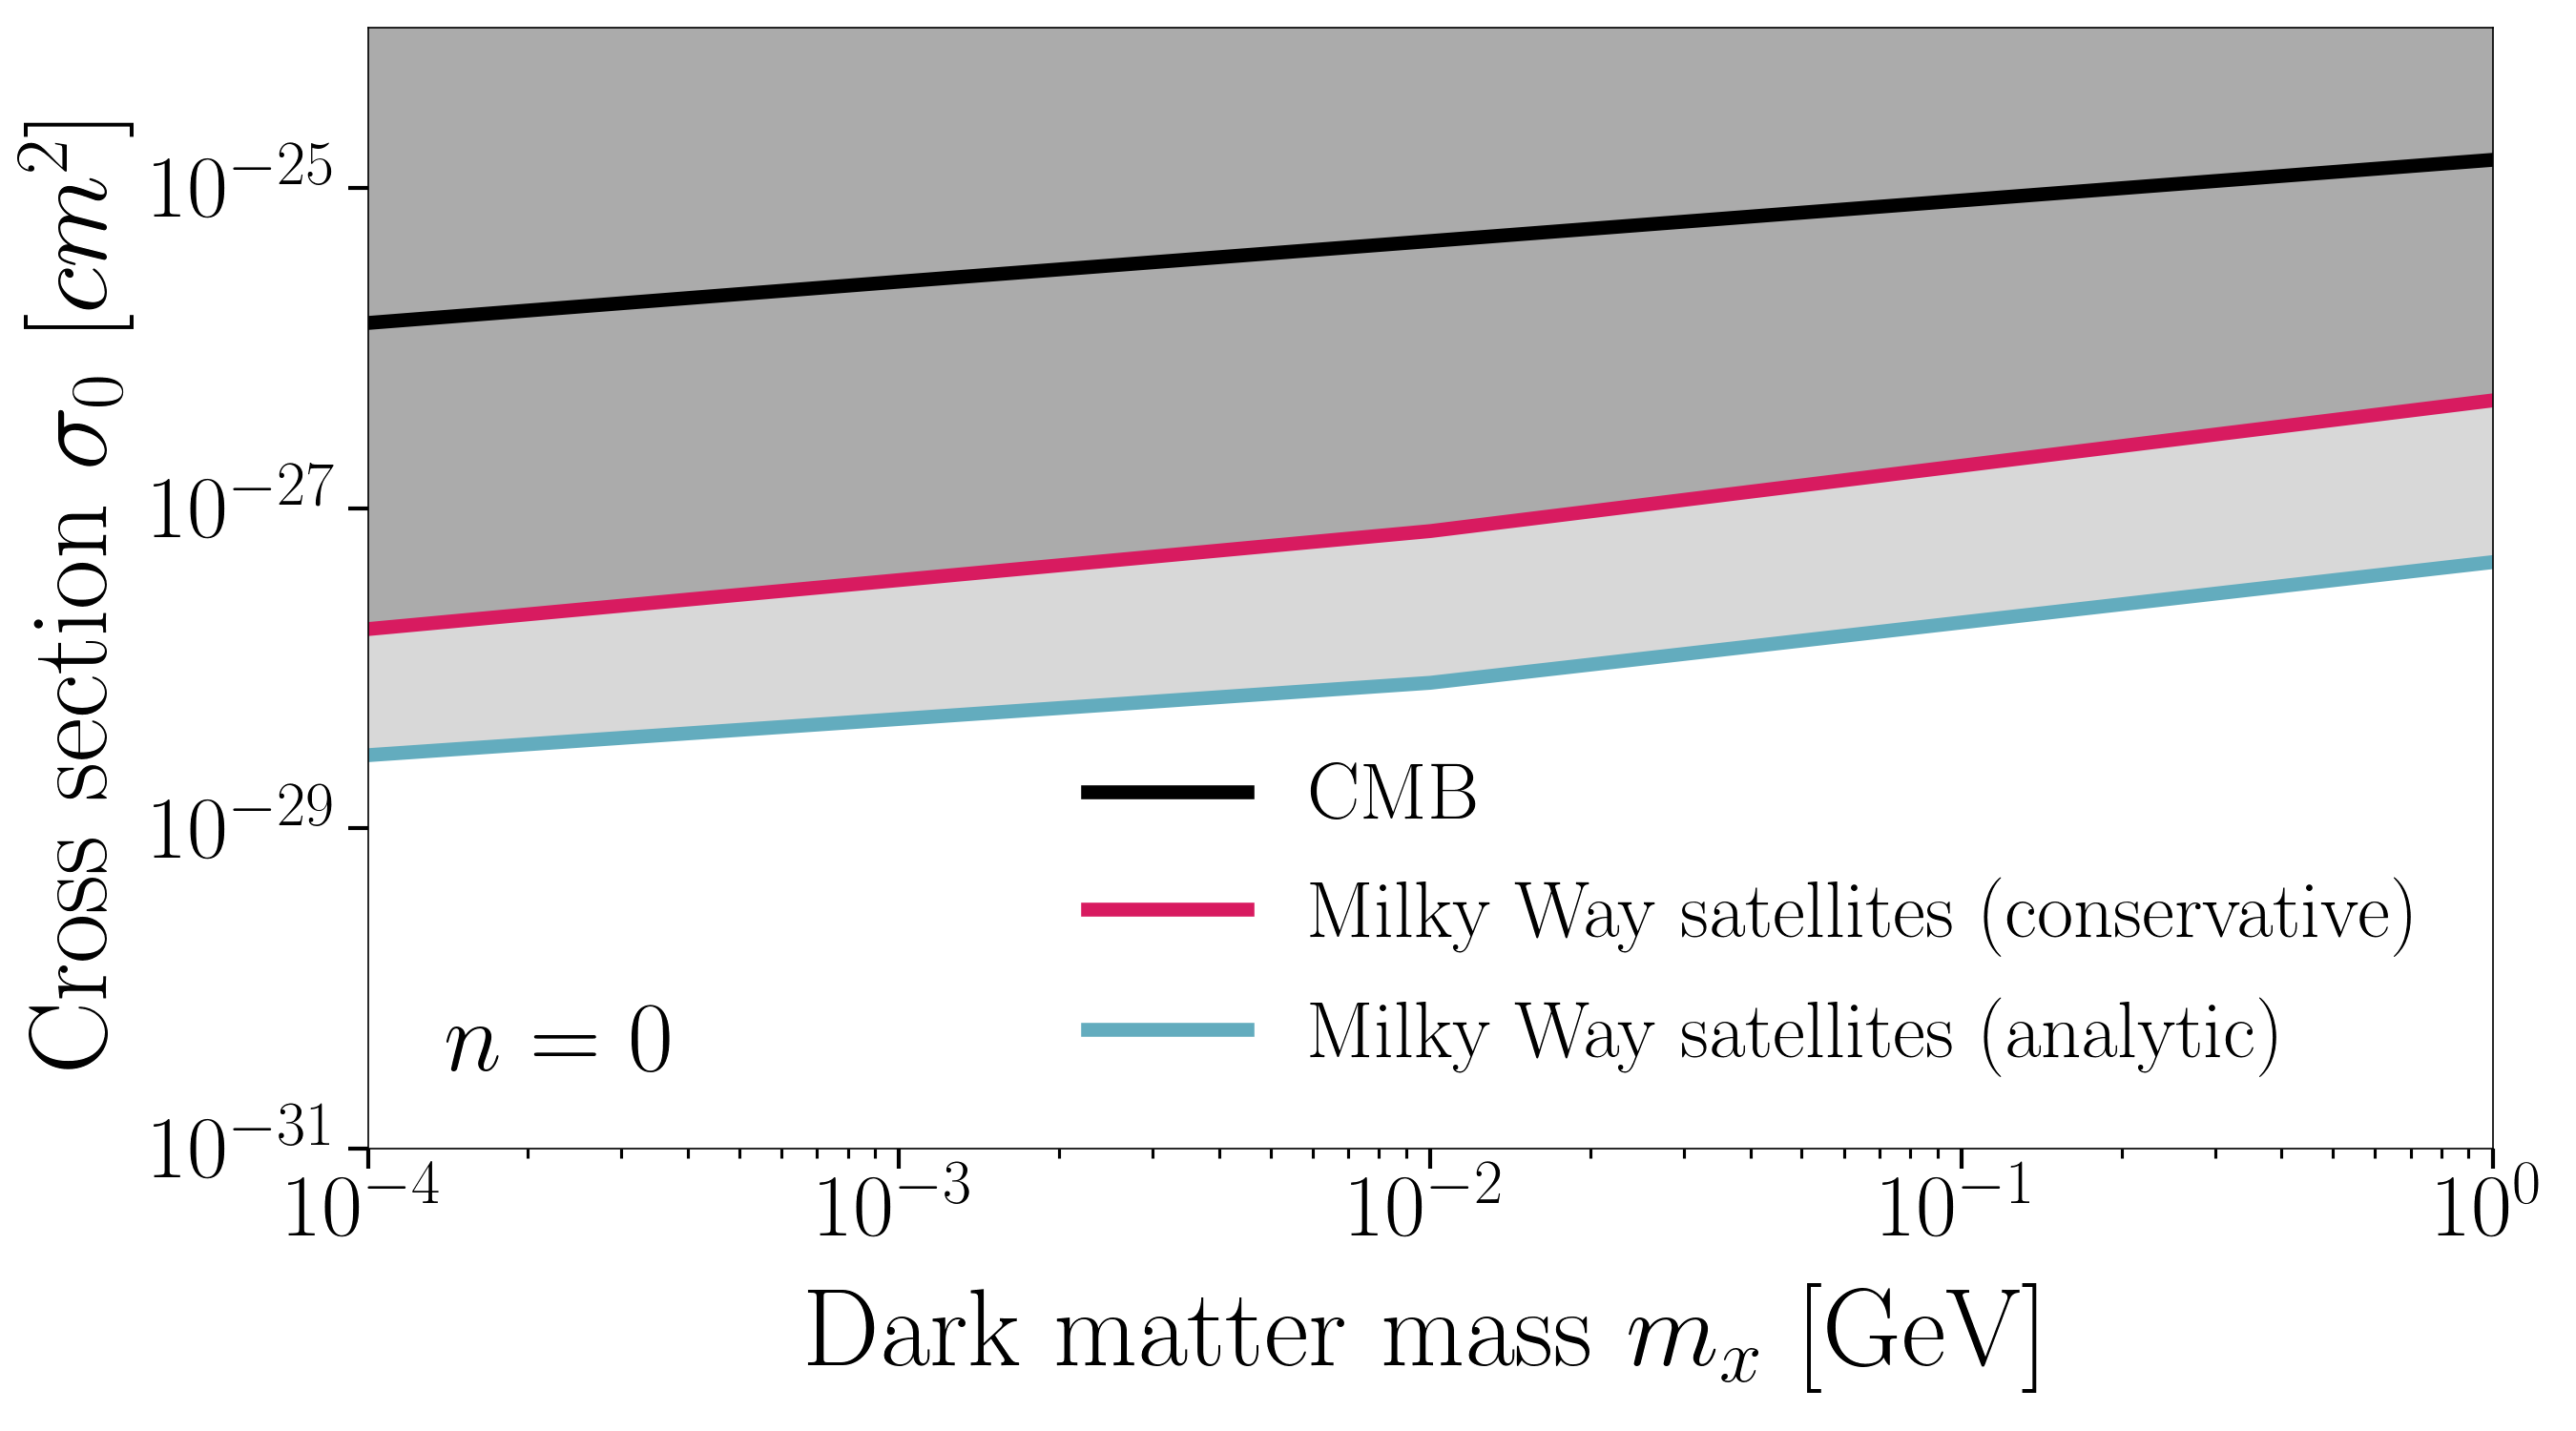 Cross section σ₀ [cm²]
10⁻²⁵
10⁻²⁷
10⁻²⁹
10⁻³¹
CMB
Milky Way satellites (conservative)
Milky Way satellites (analytic)
n = 0
10⁻⁴ 10⁻³ 10⁻² 10⁻¹ 10⁰
Dark matter mass mₓ [GeV]